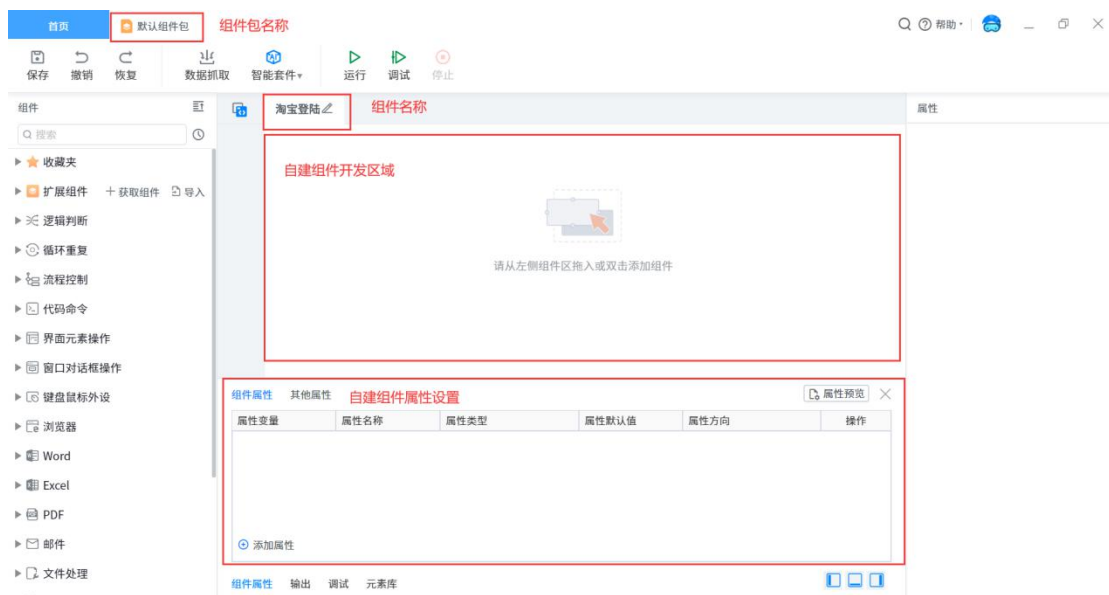 首页 默认组件包 组件包名称 帮助
保存 撤销 恢复 数据抓取 智能套件 运行 调试 停止
组件 淘宝登陆 组件名称 属性
搜索
收藏夹
自建组件开发区域
扩展组件 获取组件 导入
逻辑判断
循环重复
请从左侧组件区拖入或双击添加组件
流程控制
代码命令
界面元素操作
窗口对话框操作
键盘鼠标外设
组件属性 其他属性 自建组件属性设置 属性预览
属性变量 属性名称 属性类型 属性默认值 属性方向 操作
浏览器
Word
Excel
PDF
邮件
添加属性
文件处理
组件属性 输出 调试 元素库